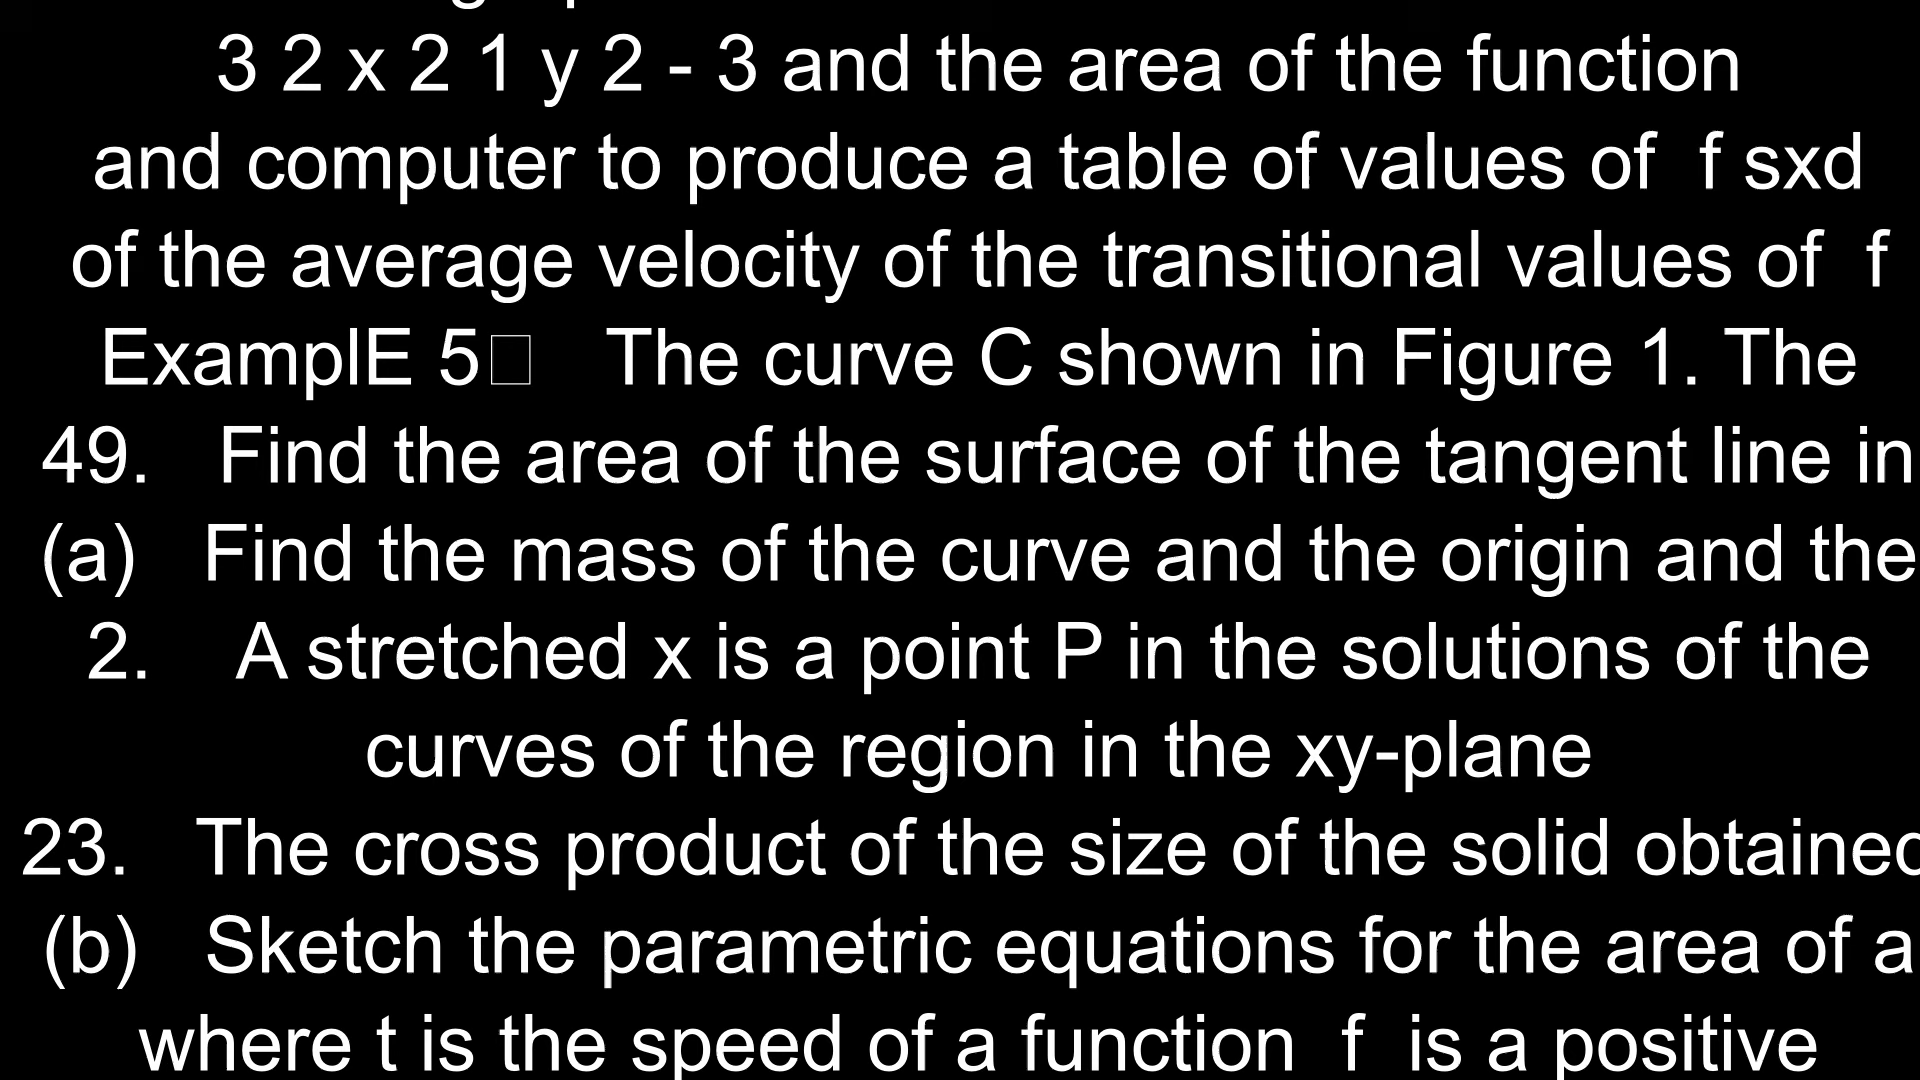 3 2 x 2 1 y 2 - 3 and the area of the function
and computer to produce a table of values of f sxd
of the average velocity of the transitional values of f
ExamplE 5□ The curve C shown in Figure 1. The
49. Find the area of the surface of the tangent line in
(a) Find the mass of the curve and the origin and the
2. A stretched x is a point P in the solutions of the
curves of the region in the xy-plane
23. The cross product of the size of the solid obtained
(b) Sketch the parametric equations for the area of a
where t is the speed of a function f is a positive